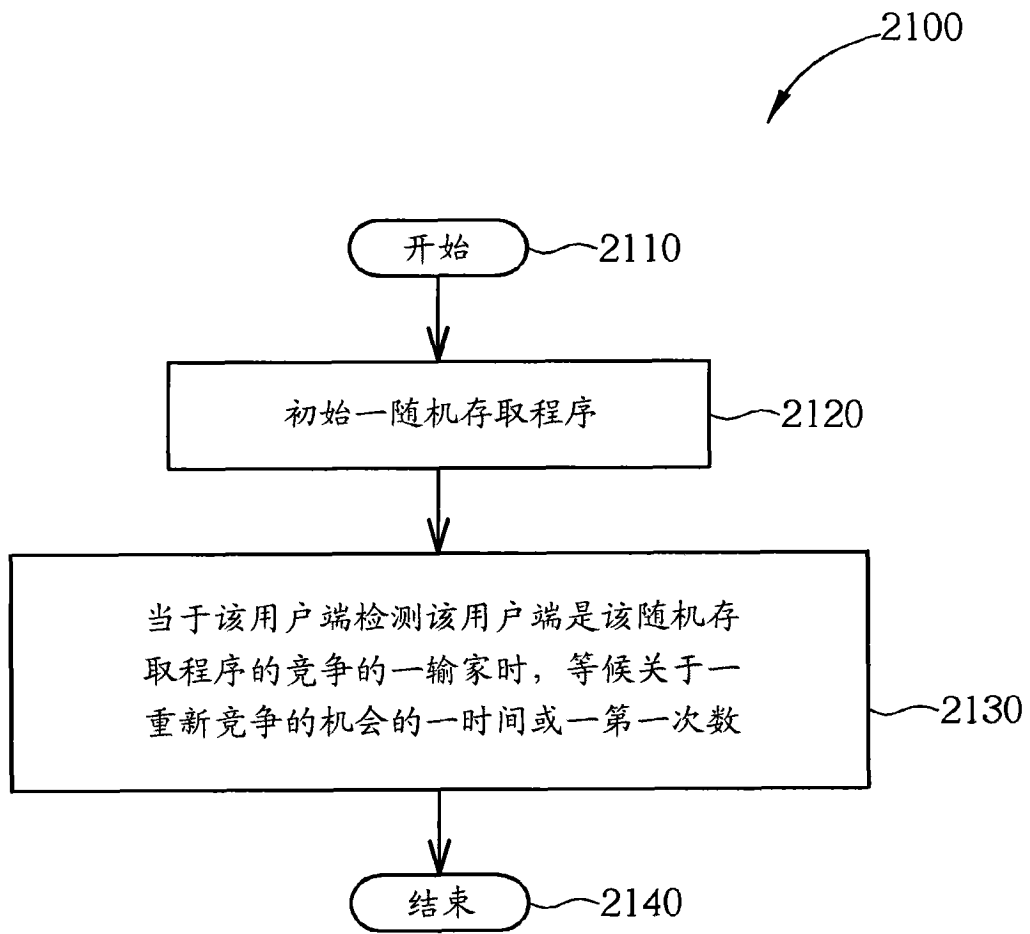 2100
开始
2110
初始一随机存取程序
2120
当于该用户端检测该用户端是该随机存
取程序的竞争的一输家时，等候关于一
重新竞争的机会的一时间或一第一次数
2130
结束
2140